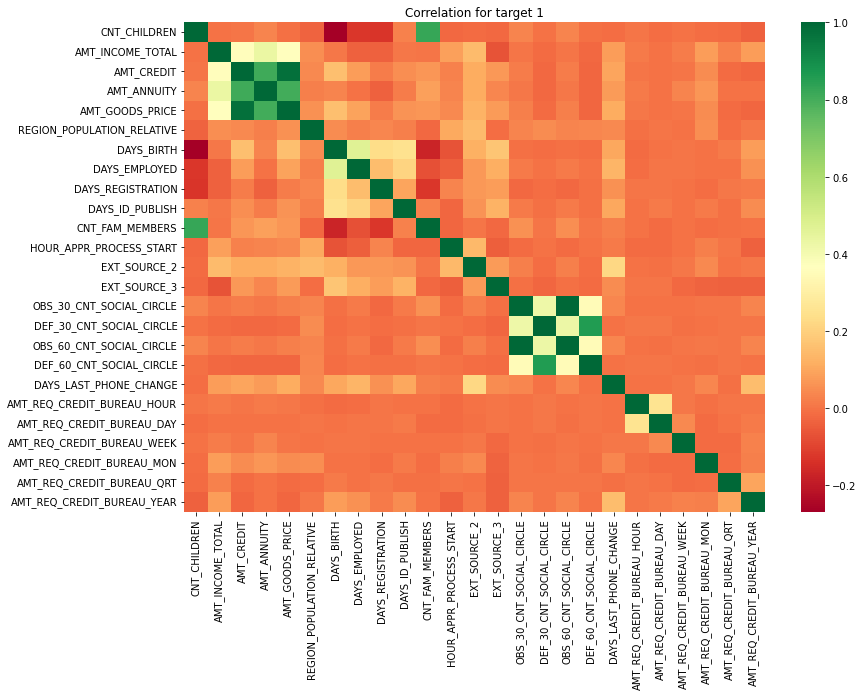 Correlation for target 1
CNT_CHILDREN
AMT_INCOME_TOTAL
AMT_CREDIT
AMT_ANNUITY
AMT_GOODS_PRICE
REGION_POPULATION_RELATIVE
DAYS_BIRTH
DAYS_EMPLOYED
DAYS_REGISTRATION
DAYS_ID_PUBLISH
CNT_FAM_MEMBERS
HOUR_APPR_PROCESS_START
EXT_SOURCE_2
EXT_SOURCE_3
OBS_30_CNT_SOCIAL_CIRCLE
DEF_30_CNT_SOCIAL_CIRCLE
OBS_60_CNT_SOCIAL_CIRCLE
DEF_60_CNT_SOCIAL_CIRCLE
DAYS_LAST_PHONE_CHANGE
AMT_REQ_CREDIT_BUREAU_HOUR
AMT_REQ_CREDIT_BUREAU_DAY
AMT_REQ_CREDIT_BUREAU_WEEK
AMT_REQ_CREDIT_BUREAU_MON
AMT_REQ_CREDIT_BUREAU_QRT
AMT_REQ_CREDIT_BUREAU_YEAR
CNT_CHILDREN
AMT_INCOME_TOTAL
AMT_CREDIT
AMT_ANNUITY
AMT_GOODS_PRICE
REGION_POPULATION_RELATIVE
DAYS_BIRTH
DAYS_EMPLOYED
DAYS_REGISTRATION
DAYS_ID_PUBLISH
CNT_FAM_MEMBERS
HOUR_APPR_PROCESS_START
EXT_SOURCE_2
EXT_SOURCE_3
OBS_30_CNT_SOCIAL_CIRCLE
DEF_30_CNT_SOCIAL_CIRCLE
OBS_60_CNT_SOCIAL_CIRCLE
DEF_60_CNT_SOCIAL_CIRCLE
DAYS_LAST_PHONE_CHANGE
AMT_REQ_CREDIT_BUREAU_HOUR
AMT_REQ_CREDIT_BUREAU_DAY
AMT_REQ_CREDIT_BUREAU_WEEK
AMT_REQ_CREDIT_BUREAU_MON
AMT_REQ_CREDIT_BUREAU_QRT
AMT_REQ_CREDIT_BUREAU_YEAR
1.0
0.8
0.6
0.4
0.2
0.0
−0.2